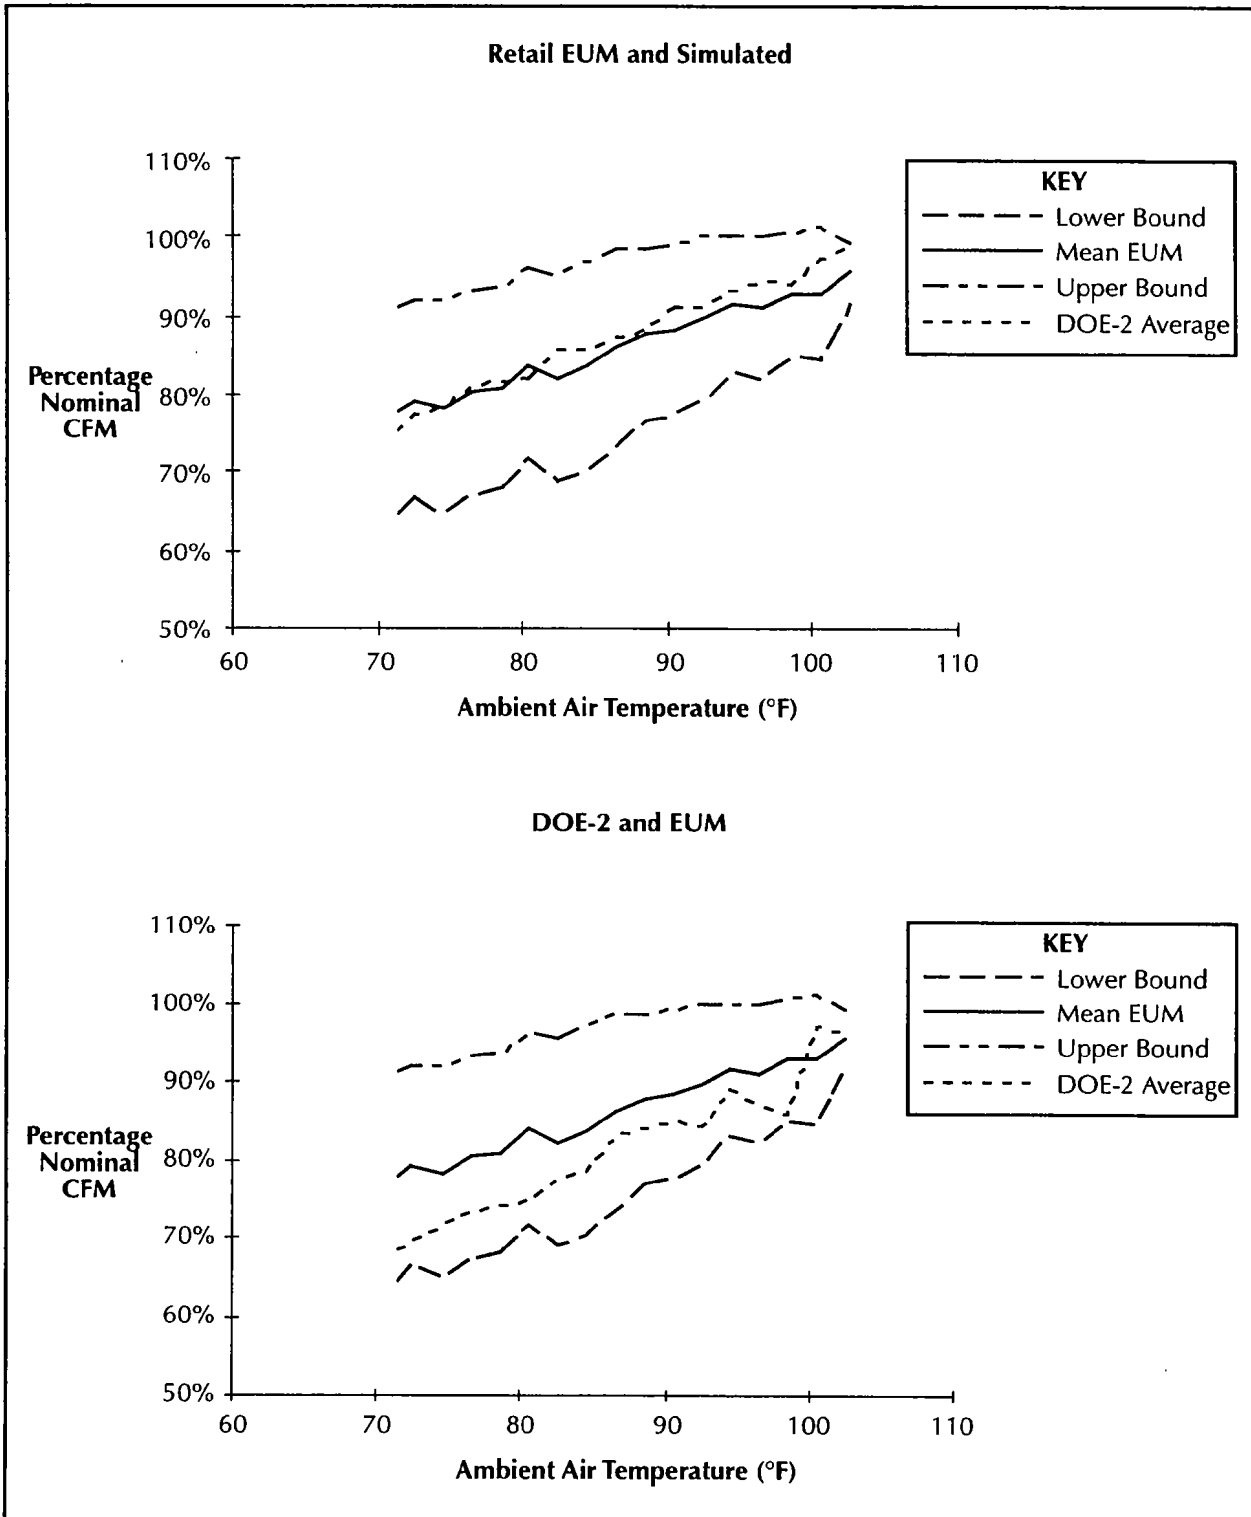 Retail EUM and Simulated
110%
100%
90%
80%
70%
60%
50%
Percentage
Nominal
CFM
60 70 80 90 100 110
Ambient Air Temperature (°F)
KEY
Lower Bound
Mean EUM
Upper Bound
DOE-2 Average
DOE-2 and EUM
110%
100%
90%
80%
70%
60%
50%
Percentage
Nominal
CFM
60 70 80 90 100 110
Ambient Air Temperature (°F)
KEY
Lower Bound
Mean EUM
Upper Bound
DOE-2 Average